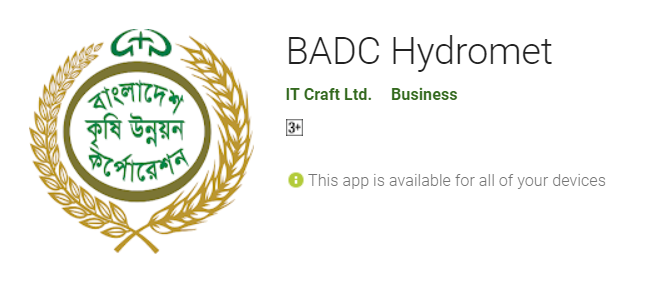 বাংলাদেশ
কৃষি উন্নয়ন
কর্পোরেশন
BADC Hydromet
IT Craft Ltd. Business
3+
This app is available for all of your devices